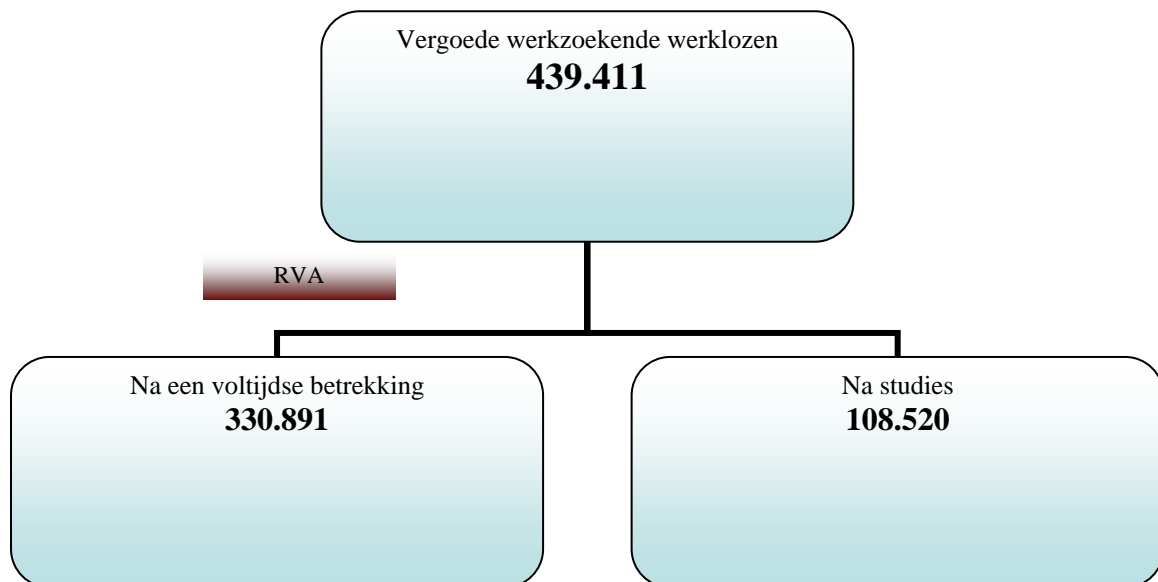 Vergoede werkzoekende werklozen
439.411
RVA
Na een voltijdse betrekking
330.891
Na studies
108.520